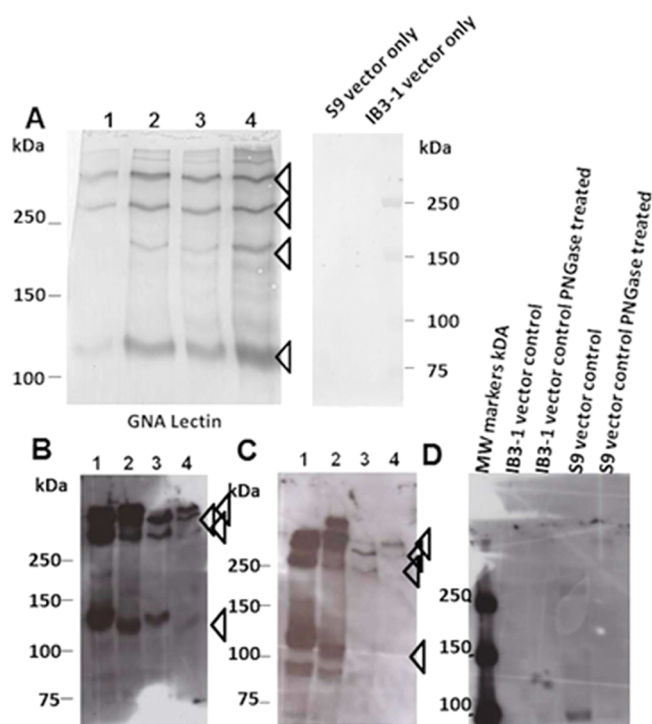 S9 vector only
IB3-1 vector only
A
1 2 3 4
kDa
250
150
100
kDa
250
150
100
75
GNA Lectin
B
1 2 3 4
kDa
250
150
100
75
C
1 2 3 4
kDa
250
150
100
75
D
MW markers kDA
IB3-1 vector control
IB3-1 vector control PNGase treated
S9 vector control
S9 vector control PNGase treated
250
150
100